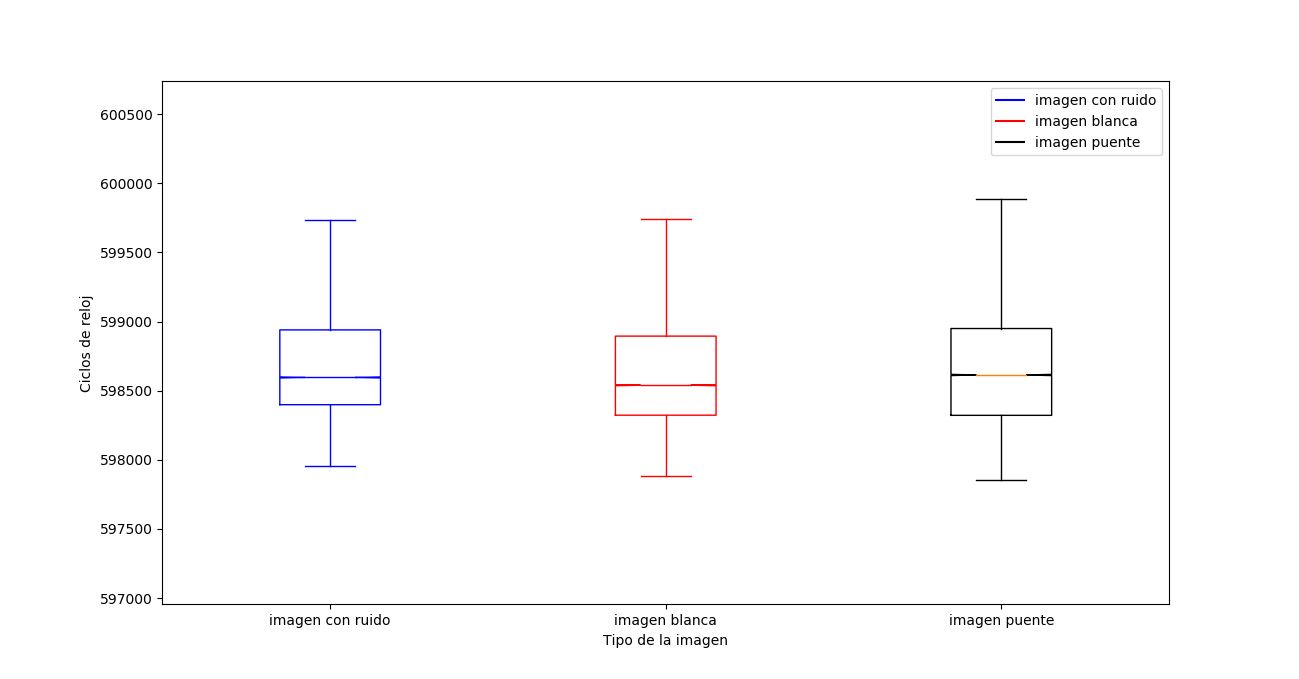 600500
600000
599500
599000
598500
598000
597500
597000
Ciclos de reloj
imagen con ruido
imagen blanca
imagen puente
imagen con ruido
imagen blanca
imagen puente
Tipo de la imagen